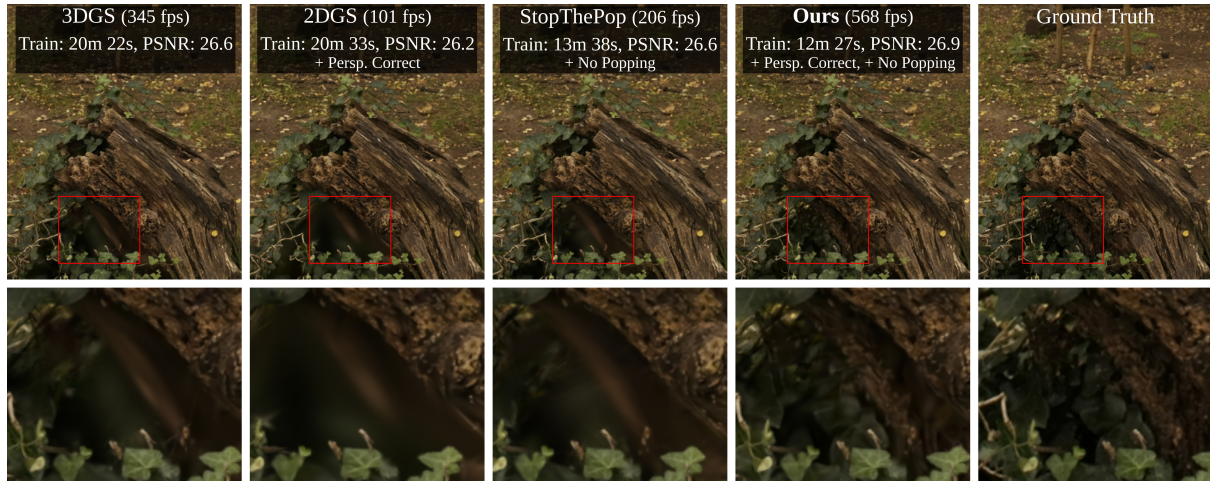 3DGS (345 fps)
Train: 20m 22s, PSNR: 26.6
2DGS (101 fps)
Train: 20m 33s, PSNR: 26.2
+ Persp. Correct
StopThePop (206 fps)
Train: 13m 38s, PSNR: 26.6
+ No Popping
Ours (568 fps)
Train: 12m 27s, PSNR: 26.9
+ Persp. Correct, + No Popping
Ground Truth